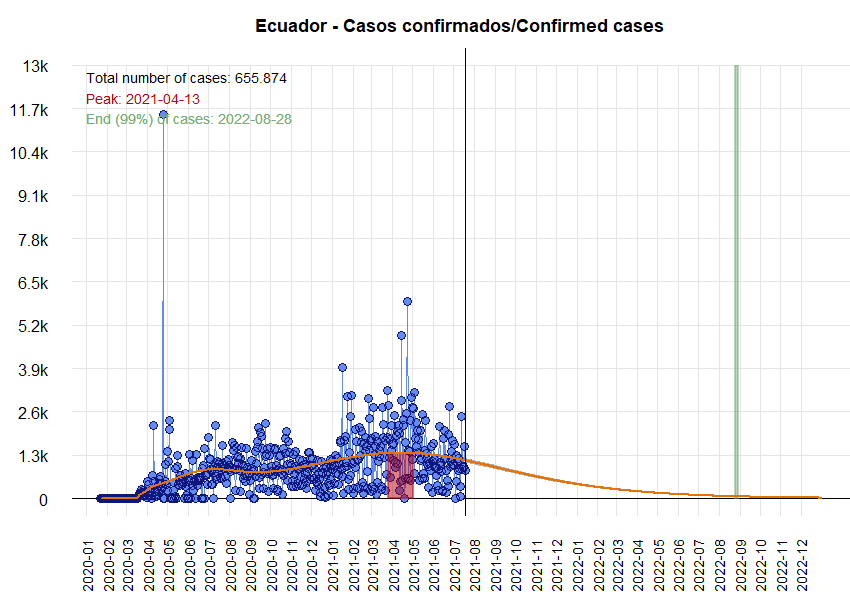 Ecuador - Casos confirmados/Confirmed cases
13k
Total number of cases: 655.874
Peak: 2021-04-13
11.7k
End (99%) of cases: 2022-08-28
10.4k
9.1k
7.8k
6.5k
5.2k
3.9k
2.6k
1.3k
0
2020-01
2020-02
2020-03
2020-04
2020-05
2020-06
2020-07
2020-08
2020-09
2020-10
2020-11
2020-12
2021-01
2021-02
2021-03
2021-04
2021-05
2021-06
2021-07
2021-08
2021-09
2021-10
2021-11
2021-12
2022-01
2022-02
2022-03
2022-04
2022-05
2022-06
2022-07
2022-08
2022-09
2022-10
2022-11
2022-12